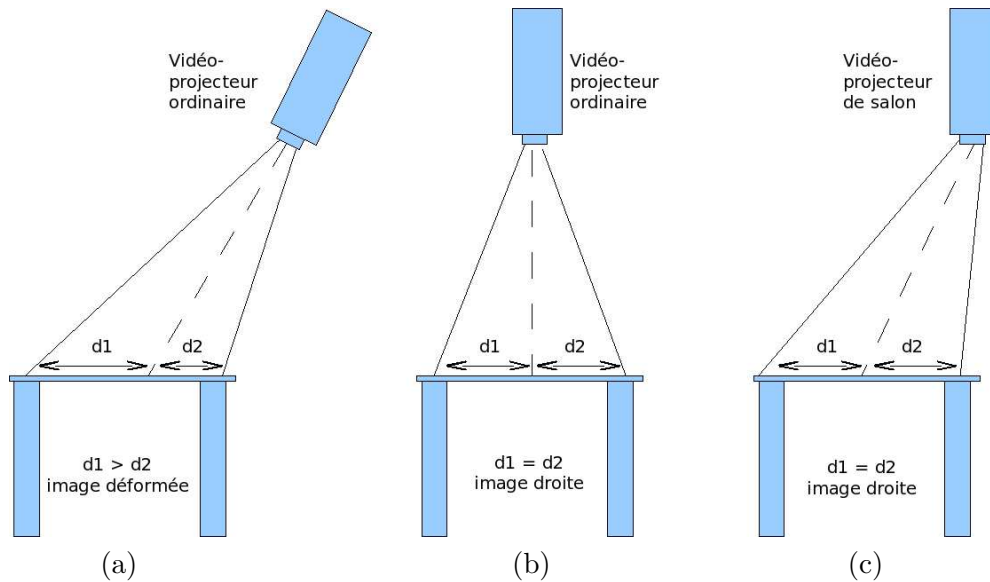 Vidéo-
projecteur
ordinaire
d1
d2
d1 > d2
image déformée
(a)
Vidéo-
projecteur
ordinaire
d1
d2
d1 = d2
image droite
(b)
Vidéo-
projecteur
de salon
d1
d2
d1 = d2
image droite
(c)